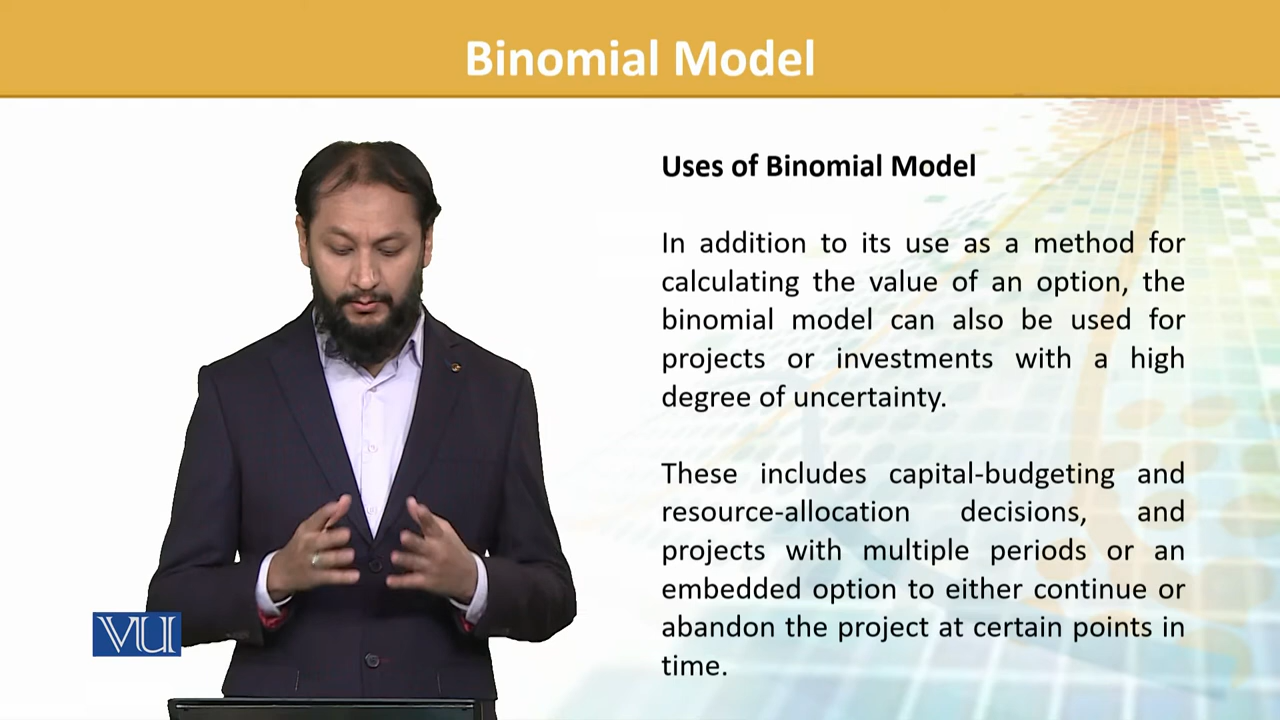 Binomial Model
Uses of Binomial Model
In addition to its use as a method for
calculating the value of an option, the
binomial model can also be used for
projects or investments with a high
degree of uncertainty.
These includes capital-budgeting and
resource-allocation decisions, and
projects with multiple periods or an
embedded option to either continue or
abandon the project at certain points in
time.
VU